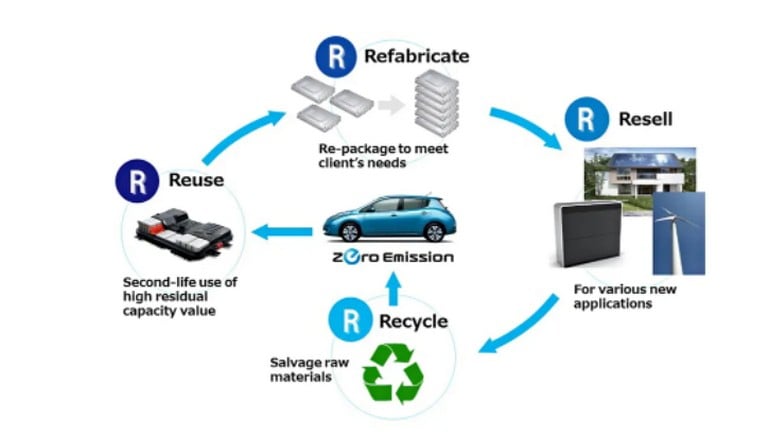 R Refabricate
Re-package to meet
client's needs
R Resell
For various new
applications
R Reuse
Second-life use of
high residual
capacity value
Zero Emission
R Recycle
Salvage raw
materials